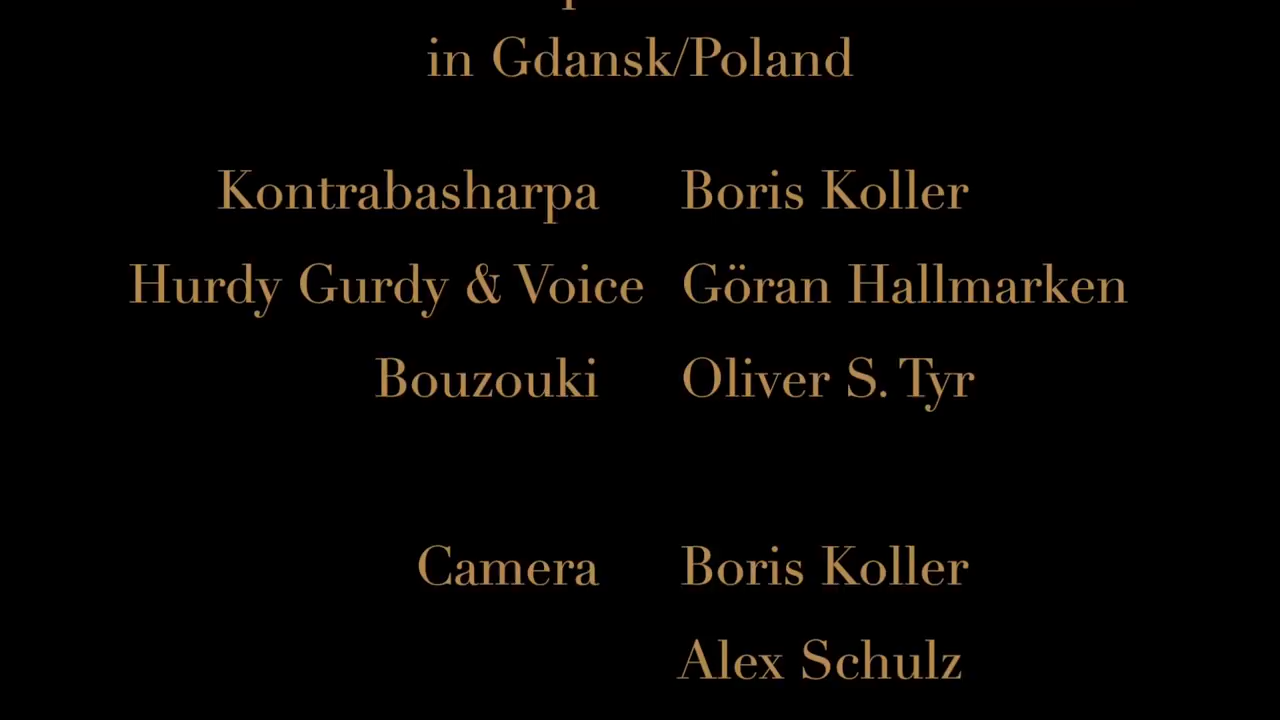 in Gdansk/Poland
Kontrabasharpa Boris Koller
Hurdy Gurdy & Voice Göran Hallmarken
Bouzouki Oliver S. Tyr
Camera Boris Koller
Alex Schulz